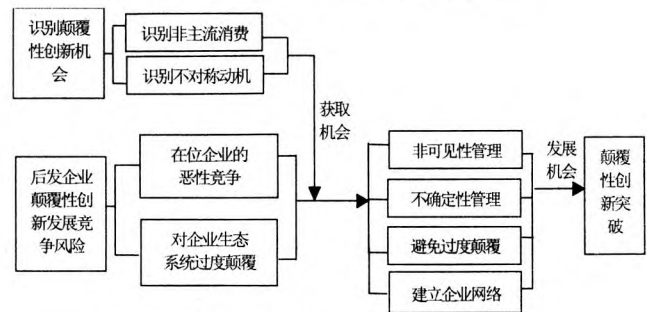 识别颠覆
性创新机
会
识别非主流消费
识别不对称动机
获取
机会
后发企业
颠覆性创
新发展竞
争风险
在位企业的
恶性竞争
对企业生态
系统过度颠覆
非可见性管理
不确定性管理
避免过度颠覆
建立企业网络
发展
机会
颠覆
性创
新突
破